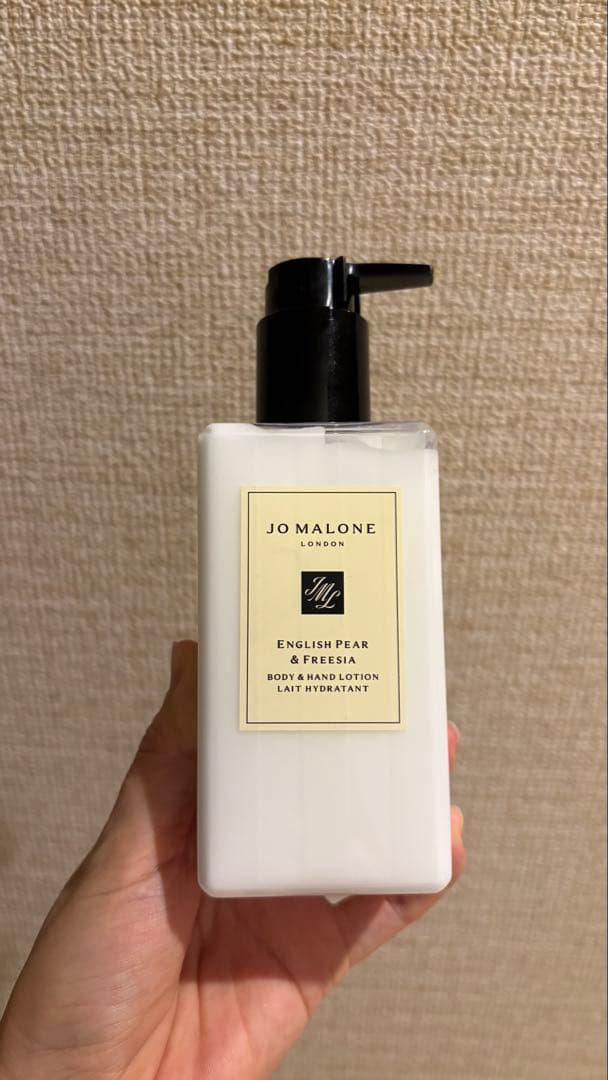 JO MALONE
LONDON
JML
ENGLISH PEAR
& FREESIA
BODY & HAND LOTION
LAIT HYDRATANT